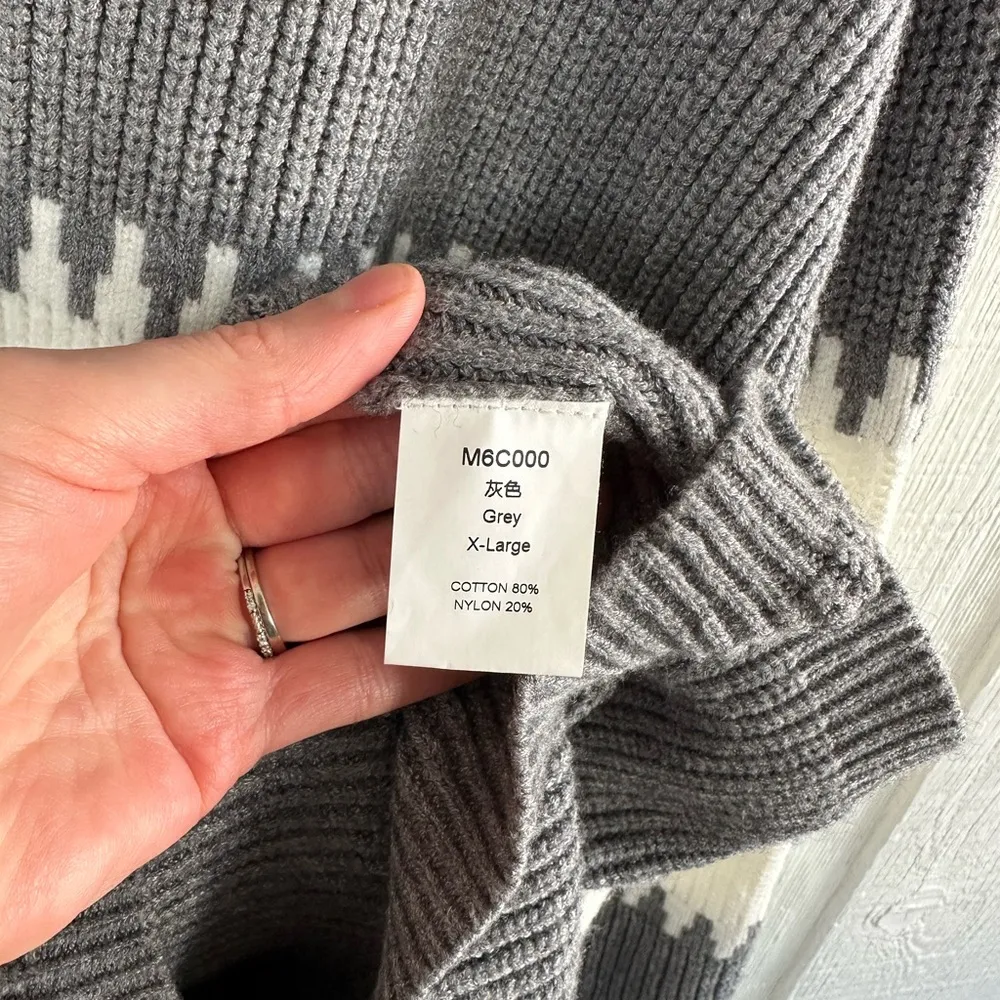 M6C000
灰色
Grey
X-Large
COTTON 80%
NYLON 20%